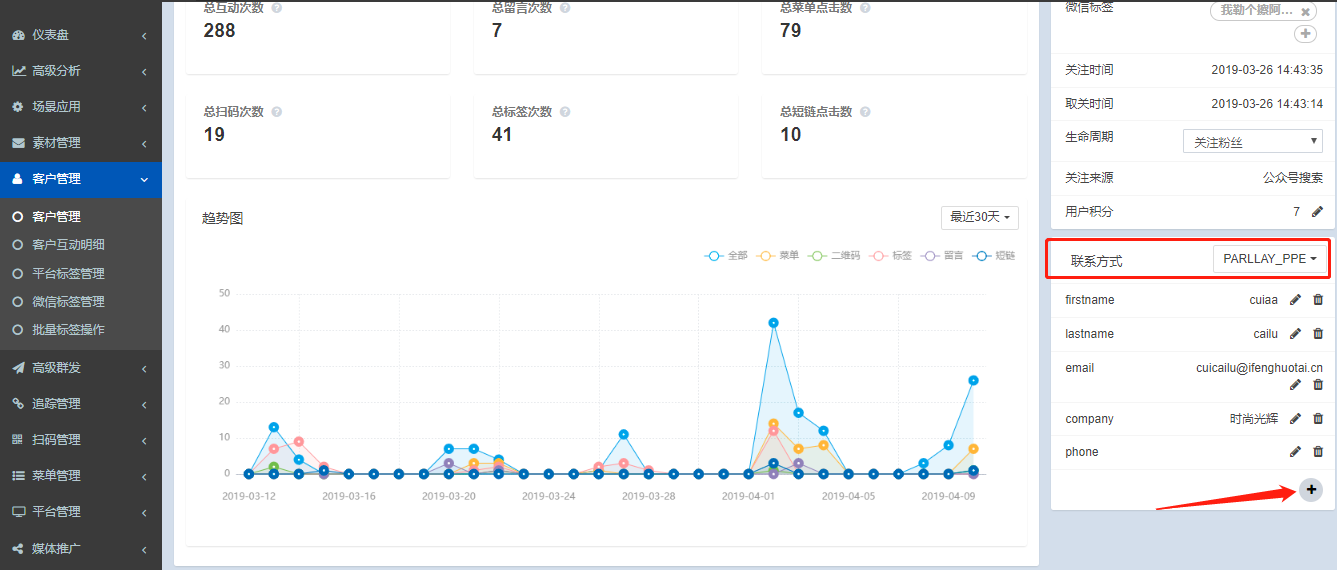 仪表盘
高级分析
场景应用
素材管理
客户管理
客户管理
客户互动明细
平台标签管理
微信标签管理
批量标签操作
高级群发
追踪管理
扫码管理
菜单管理
平台管理
媒体推广
总互动次数
288
总留言次数
7
总菜单点击数
79
总扫码次数
19
总标签次数
41
总短链点击数
10
趋势图
最近30天
全部 菜单 二维码 标签 留言 短链
50
40
30
20
10
0
2019-03-12 2019-03-16 2019-03-20 2019-03-24 2019-03-28 2019-04-01 2019-04-05 2019-04-09
微信标签
我勒个擦阿...
关注时间 2019-03-26 14:43:35
取关时间 2019-03-26 14:43:14
生命周期 关注粉丝
关注来源 公众号搜索
用户积分 7
联系方式 PARLLAY_PPE
firstname cuiaa
lastname cailu
email cuicailu@ifenghuotai.cn
company 时尚光辉
phone